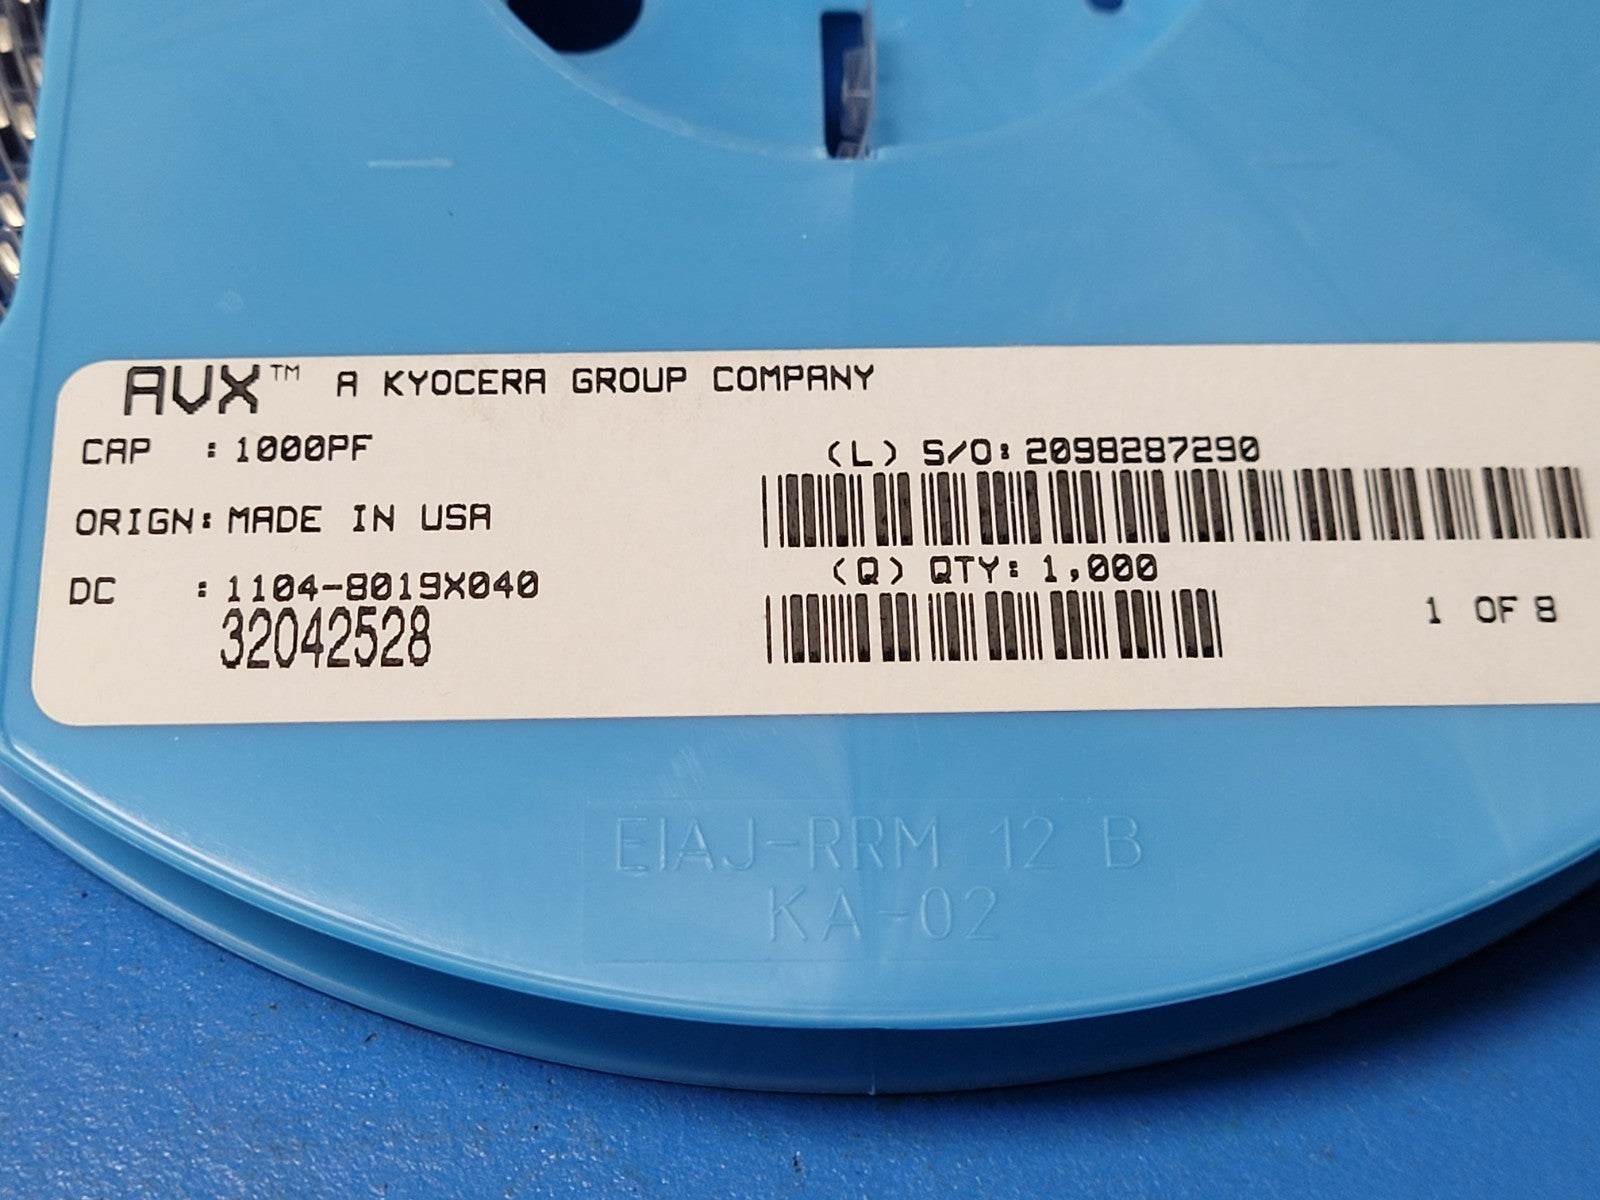 AVX™ A KYOCERA GROUP COMPANY
CAP : 1000PF
(L) S/O: 2098287290
ORIGN: MADE IN USA
(Q) QTY: 1,000
DC : 1104-8019X040
32042528
1 OF 8
EIAJ-RRM 12 B
KA-02